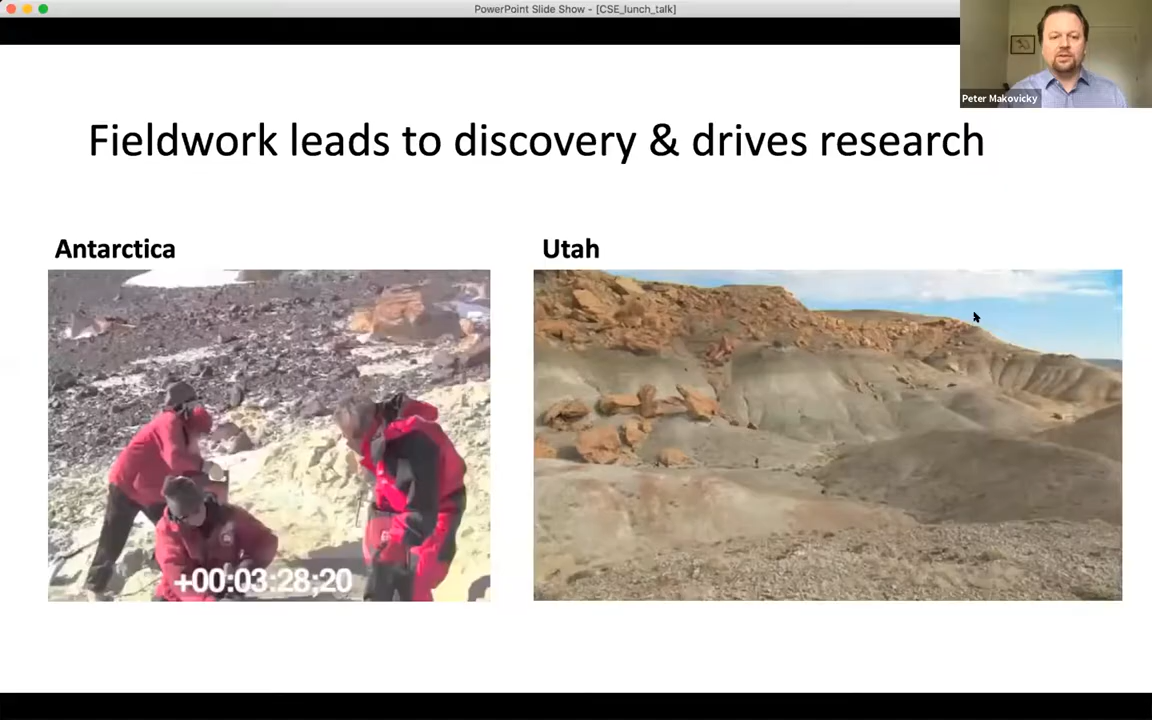 PowerPoint Slide Show - [CSE_lunch_talk]
Peter Makovicky
Fieldwork leads to discovery & drives research
Antarctica
Utah
+00:03:28;20